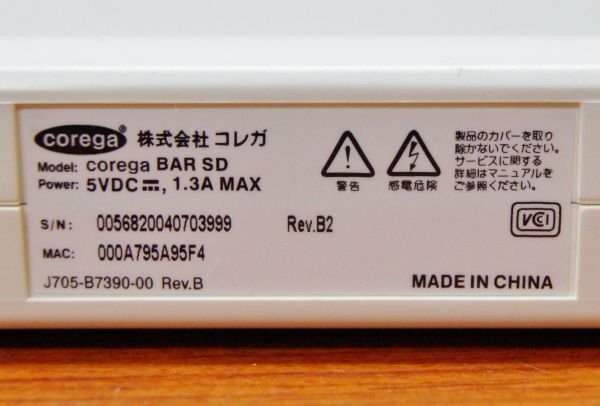 corega® 株式会社 コレガ
Model: corega BAR SD
Power: 5VDC⎓, 1.3A MAX
警告
感電危険
製品のカバーを取り
除かないでください。
サービスに関する
詳細はマニュアルを
ご参照ください。
S/N: 0056820040703999 Rev.B2
VCCI
MAC: 000A795A95F4
J705-B7390-00 Rev.B
MADE IN CHINA